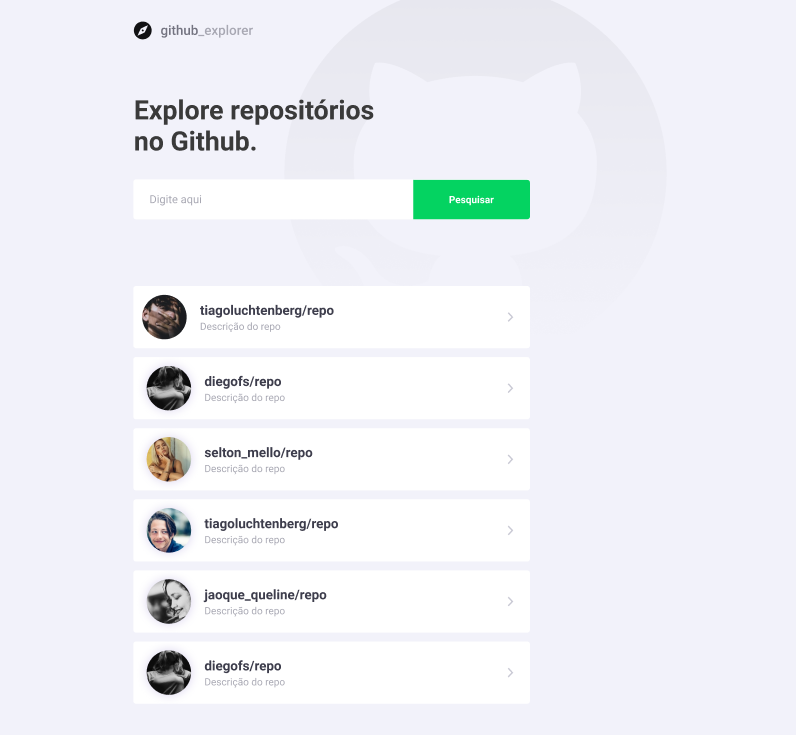 github_explorer
Explore repositórios
no Github.
Digite aqui
Pesquisar
tiagoluchtenberg/repo
Descrição do repo
diegofs/repo
Descrição do repo
selton_mello/repo
Descrição do repo
tiagoluchtenberg/repo
Descrição do repo
jaoque_queline/repo
Descrição do repo
diegofs/repo
Descrição do repo